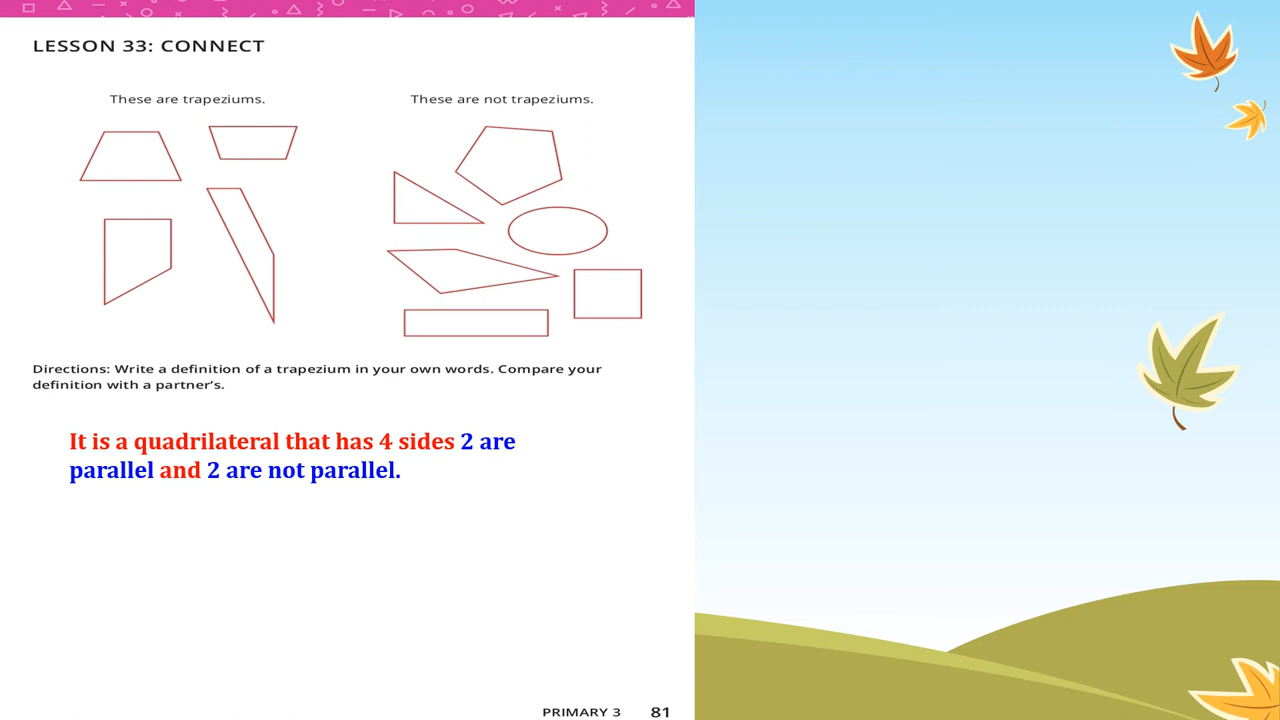 LESSON 33: CONNECT
These are trapeziums.
These are not trapeziums.
Directions: Write a definition of a trapezium in your own words. Compare your
definition with a partner's.
It is a quadrilateral that has 4 sides 2 are
parallel and 2 are not parallel.
PRIMARY 3 81